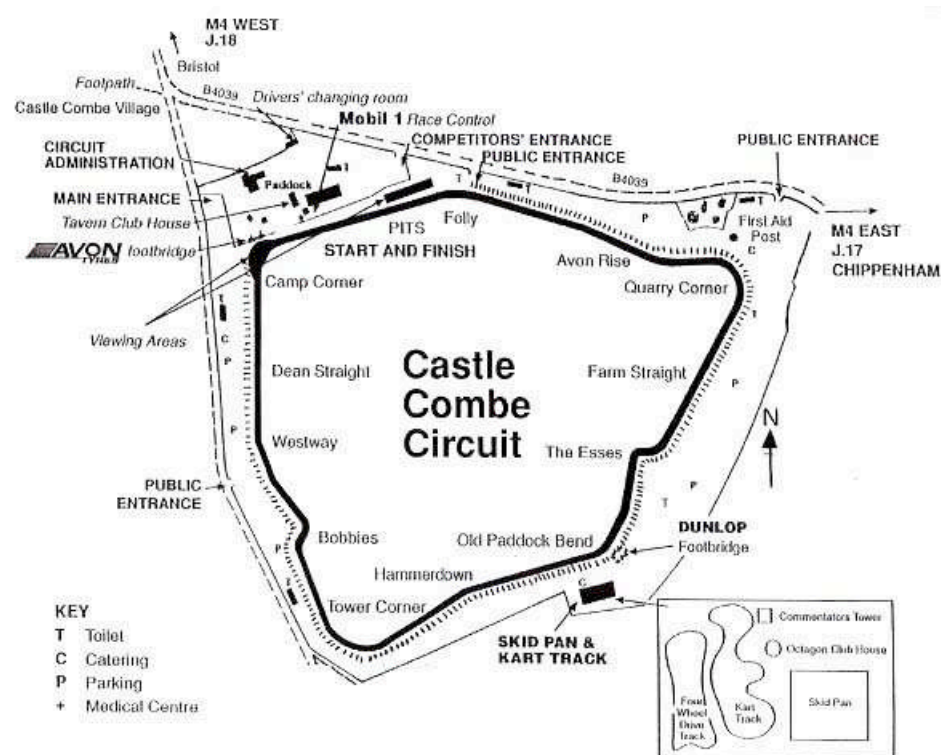 M4 WEST
J.18
Bristol
Footpath
B4039
Castle Combe Village
Drivers' changing room
Mobil 1 Race Control
COMPETITORS' ENTRANCE
PUBLIC ENTRANCE
PUBLIC ENTRANCE
CIRCUIT
ADMINISTRATION
T
Paddock
T
T
B4039
MAIN ENTRANCE
Tavern Club House
P
T
First Aid
Post
M4 EAST
J.17
CHIPPENHAM
AVON
TYRES
footbridge
PITS
Folly
START AND FINISH
C
Avon Rise
Camp Corner
Quarry Corner
T
T
Viewing Areas
C
P
Dean Straight
Castle
Combe
Circuit
Farm Straight
P
N
P
Westway
The Esses
PUBLIC
ENTRANCE
P
T
DUNLOP
Footbridge
Bobbies
Old Paddock Bend
P
Hammerdown
C
T
Tower Corner
SKID PAN &
KART TRACK
KEY
T Toilet
C Catering
P Parking
+ Medical Centre
Commentators Tower
Octagon Club House
Four
Wheel
Drive
Track
Kart
Track
Skid Pan